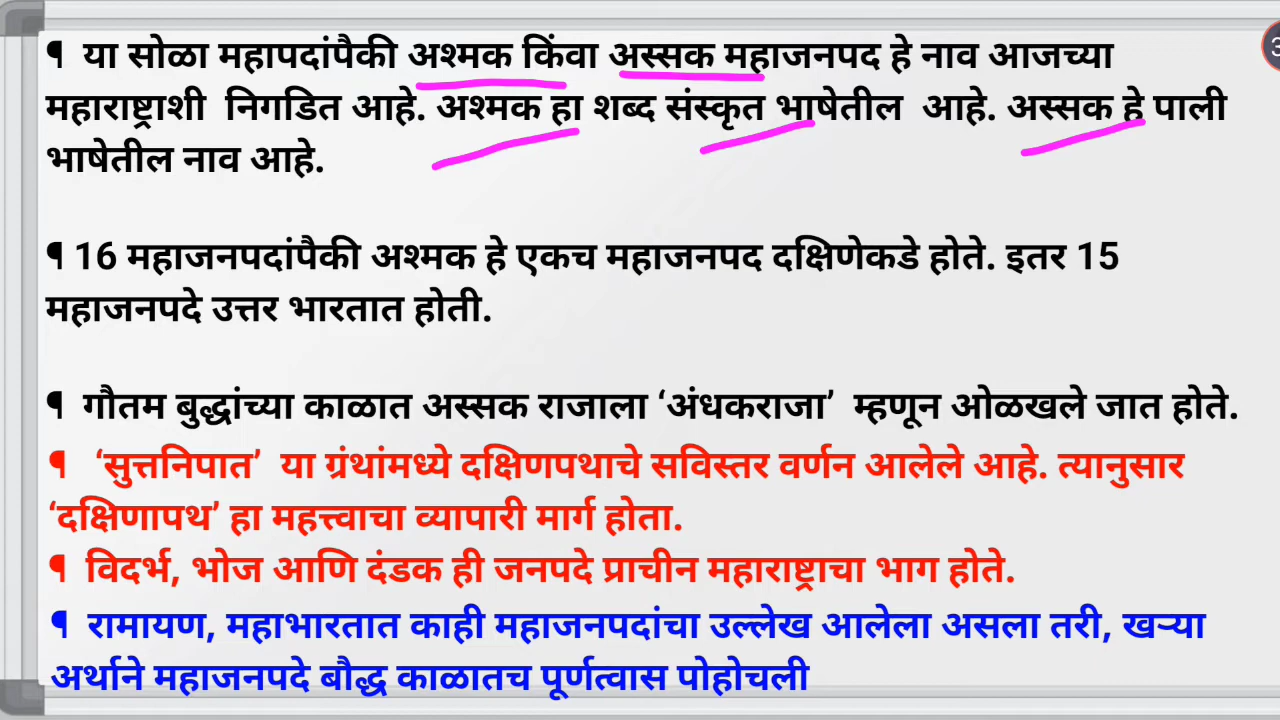 ¶ या सोळा महापदांपैकी अश्मक किंवा अस्सक महाजनपद हे नाव आजच्या
महाराष्ट्राशी निगडित आहे. अश्मक हा शब्द संस्कृत भाषेतील आहे. अस्सक हे पाली
भाषेतील नाव आहे.
¶ 16 महाजनपदांपैकी अश्मक हे एकच महाजनपद दक्षिणेकडे होते. इतर 15
महाजनपदे उत्तर भारतात होती.
¶ गौतम बुद्धांच्या काळात अस्सक राजाला ‘अंधकराजा’ म्हणून ओळखले जात होते.
¶ ‘सुत्तनिपात’ या ग्रंथांमध्ये दक्षिणपथाचे सविस्तर वर्णन आलेले आहे. त्यानुसार
‘दक्षिणापथ’ हा महत्त्वाचा व्यापारी मार्ग होता.
¶ विदर्भ, भोज आणि दंडक ही जनपदे प्राचीन महाराष्ट्राचा भाग होते.
¶ रामायण, महाभारतात काही महाजनपदांचा उल्लेख आलेला असला तरी, खऱ्या
अर्थाने महाजनपदे बौद्ध काळातच पूर्णत्वास पोहोचली